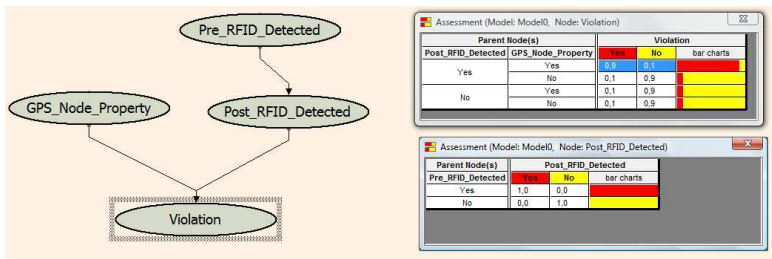 Pre_RFID_Detected
GPS_Node_Property
Post_RFID_Detected
Violation
Assessment (Model: Model0, Node: Violation)
Parent Node(s) Violation
Post_RFID_Detected GPS_Node_Property Yes No bar charts
Yes Yes 0,9 0,1
No 0,1 0,9
No Yes 0,1 0,9
No 0,1 0,9
Assessment (Model: Model0, Node: Post_RFID_Detected)
Parent Node(s) Post_RFID_Detected
Pre_RFID_Detected Yes No bar charts
Yes 1,0 0,0
No 0,0 1,0